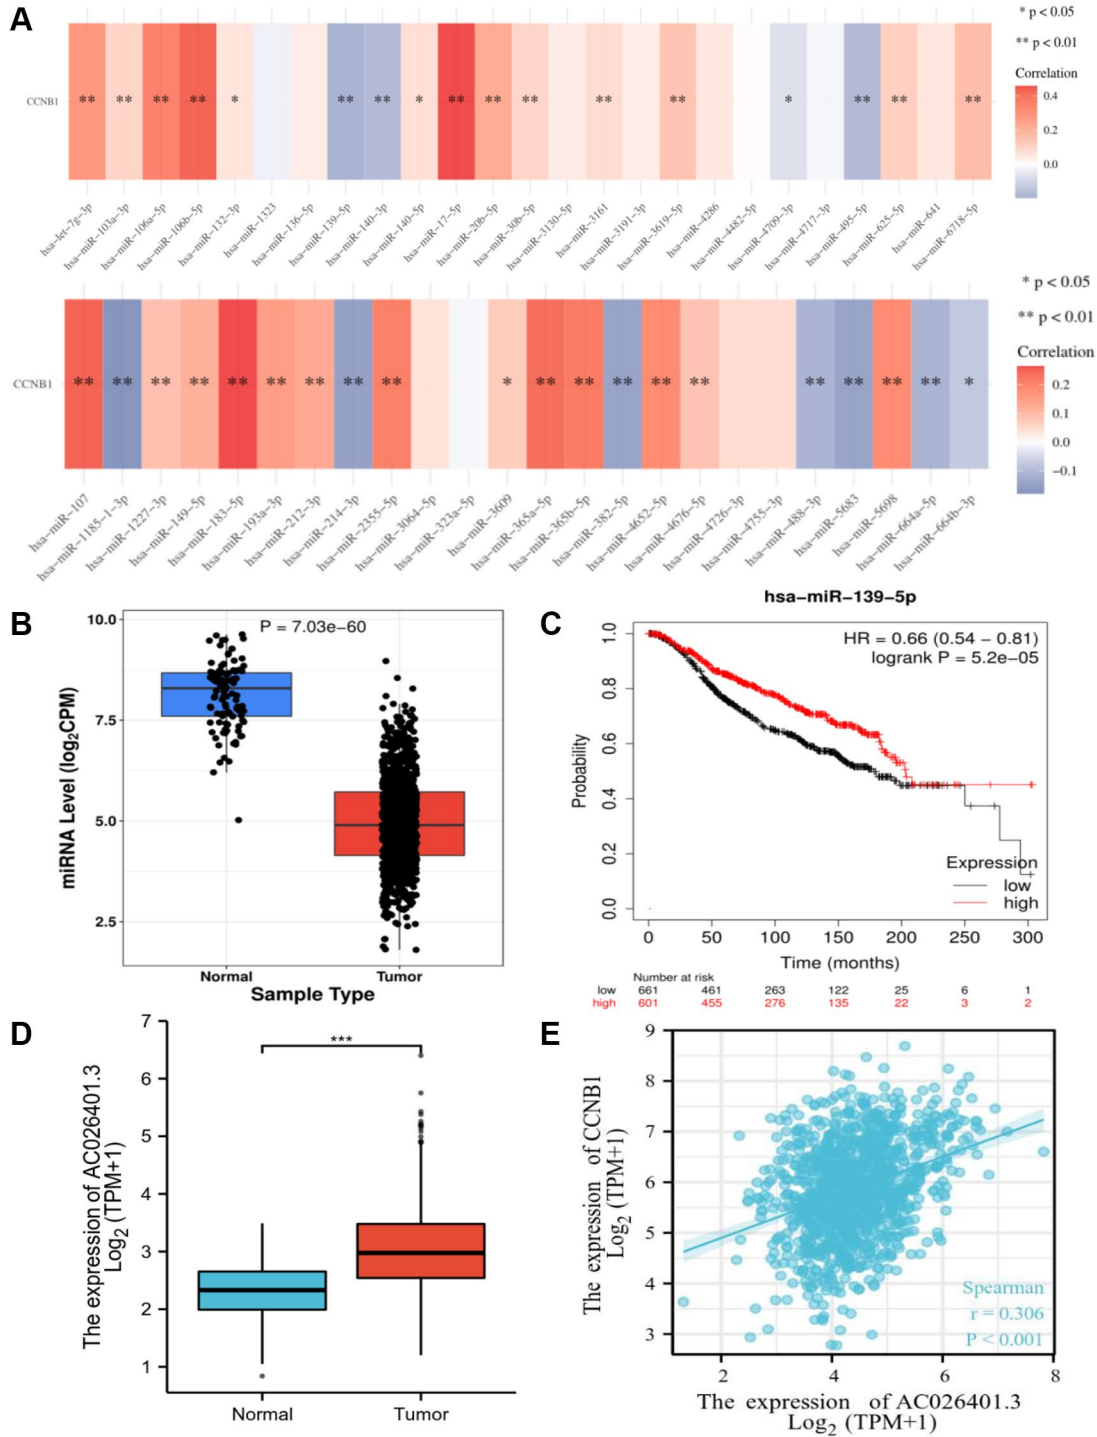 A
* p < 0.05
** p < 0.01
Correlation
0.4
0.2
0.0
CCNB1
** ** ** ** * ** ** * ** ** ** ** ** * ** ** **
hsa−let−7g−3p
hsa−miR−103a−3p
hsa−miR−106a−5p
hsa−miR−106b−5p
hsa−miR−132−3p
hsa−miR−1323
hsa−miR−136−5p
hsa−miR−139−5p
hsa−miR−140−3p
hsa−miR−140−5p
hsa−miR−17−5p
hsa−miR−20b−5p
hsa−miR−30b−5p
hsa−miR−3130−5p
hsa−miR−3161
hsa−miR−3191−3p
hsa−miR−3619−5p
hsa−miR−4286
hsa−miR−4482−5p
hsa−miR−4709−3p
hsa−miR−4717−3p
hsa−miR−495−5p
hsa−miR−625−5p
hsa−miR−641
hsa−miR−6718−5p
* p < 0.05
** p < 0.01
Correlation
0.2
0.1
0.0
−0.1
CCNB1
** ** ** ** ** ** ** ** ** * ** ** ** ** ** ** ** ** ** *
hsa−miR−107
hsa−miR−1185−1−3p
hsa−miR−1227−3p
hsa−miR−149−5p
hsa−miR−183−5p
hsa−miR−193a−3p
hsa−miR−212−3p
hsa−miR−214−3p
hsa−miR−2355−5p
hsa−miR−3064−5p
hsa−miR−323a−5p
hsa−miR−3609
hsa−miR−365a−5p
hsa−miR−365b−5p
hsa−miR−382−5p
hsa−miR−4652−5p
hsa−miR−4676−5p
hsa−miR−4726−3p
hsa−miR−4755−3p
hsa−miR−488−3p
hsa−miR−5683
hsa−miR−5698
hsa−miR−664a−5p
hsa−miR−664b−3p
B
P = 7.03e−60
miRNA Level (log2CPM)
10.0
7.5
5.0
2.5
Normal
Tumor
Sample Type
C
hsa−miR−139−5p
HR = 0.66 (0.54 − 0.81)
logrank P = 5.2e−05
Probability
1.0
0.8
0.6
0.4
0.2
0.0
Expression
low
high
0 50 100 150 200 250 300
Time (months)
Number at risk
low 661 461 263 122 25 6 1
high 601 455 276 135 22 3 2
D
***
The expression of AC026401.3
Log2 (TPM+1)
7
6
5
4
3
2
1
Normal
Tumor
E
The expression of CCNB1
Log2 (TPM+1)
9
8
7
6
5
4
3
Spearman
r = 0.306
P < 0.001
2 4 6 8
The expression of AC026401.3
Log2 (TPM+1)